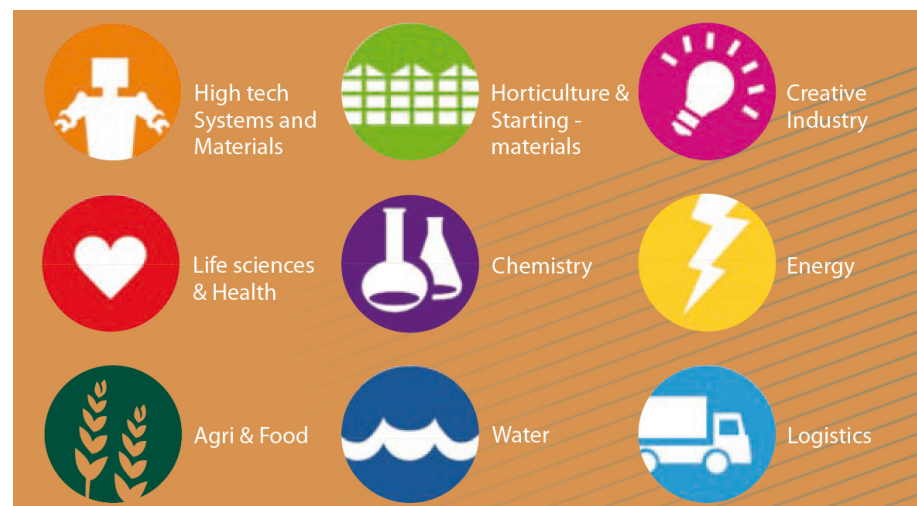 High tech
Systems and
Materials
Horticulture &
Starting -
materials
Creative
Industry
Life sciences
& Health
Chemistry
Energy
Agri & Food
Water
Logistics